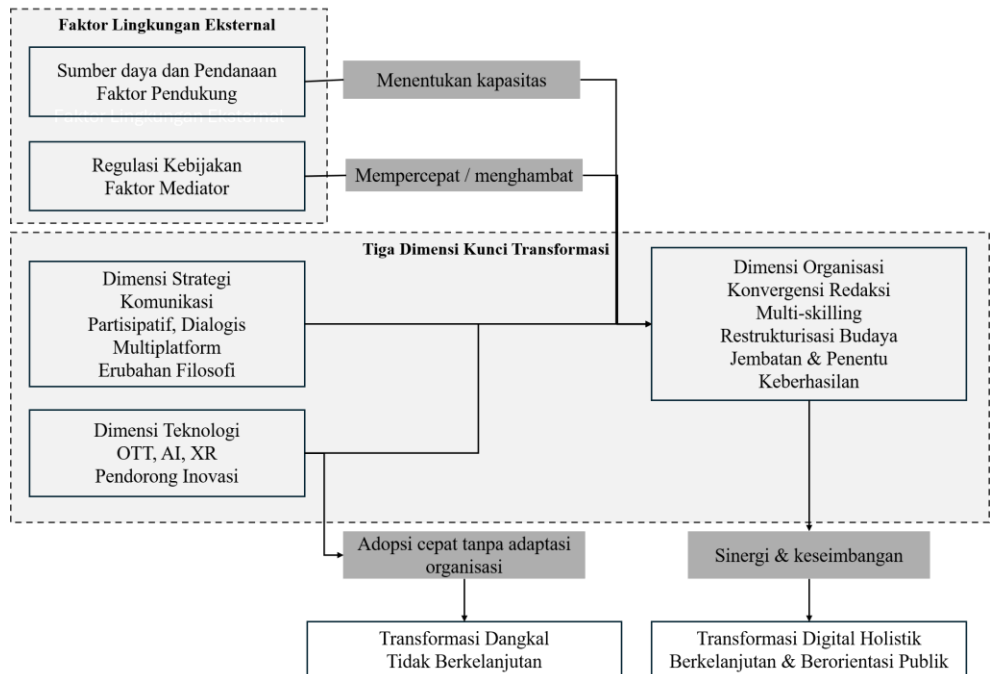 Faktor Lingkungan Eksternal
Sumber daya dan Pendanaan
Faktor Pendukung
Menentukan kapasitas
Faktor Lingkungan Eksternal
Regulasi Kebijakan
Faktor Mediator
Mempercepat / menghambat
Tiga Dimensi Kunci Transformasi
Dimensi Strategi
Komunikasi
Partisipatif, Dialogis
Multiplatform
Erubahan Filosofi
Dimensi Organisasi
Konvergensi Redaksi
Multi-skilling
Restrukturisasi Budaya
Jembatan & Penentu
Keberhasilan
Dimensi Teknologi
OTT, AI, XR
Pendorong Inovasi
Adopsi cepat tanpa adaptasi
organisasi
Sinergi & keseimbangan
Transformasi Dangkal
Tidak Berkelanjutan
Transformasi Digital Holistik
Berkelanjutan & Berorientasi Publik